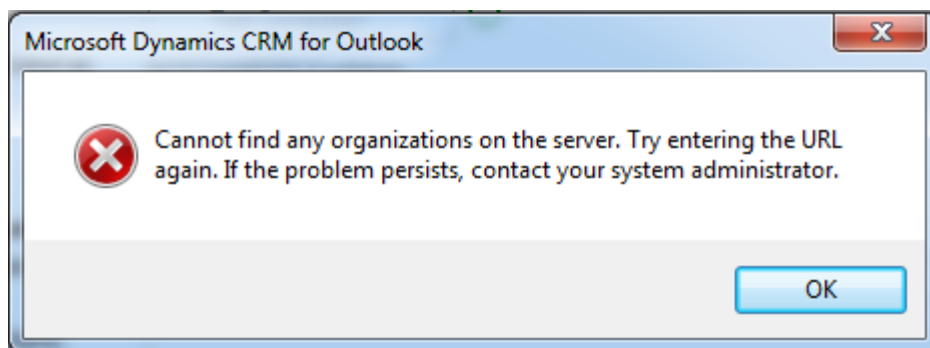 Microsoft Dynamics CRM for Outlook
Cannot find any organizations on the server. Try entering the URL
again. If the problem persists, contact your system administrator.
OK